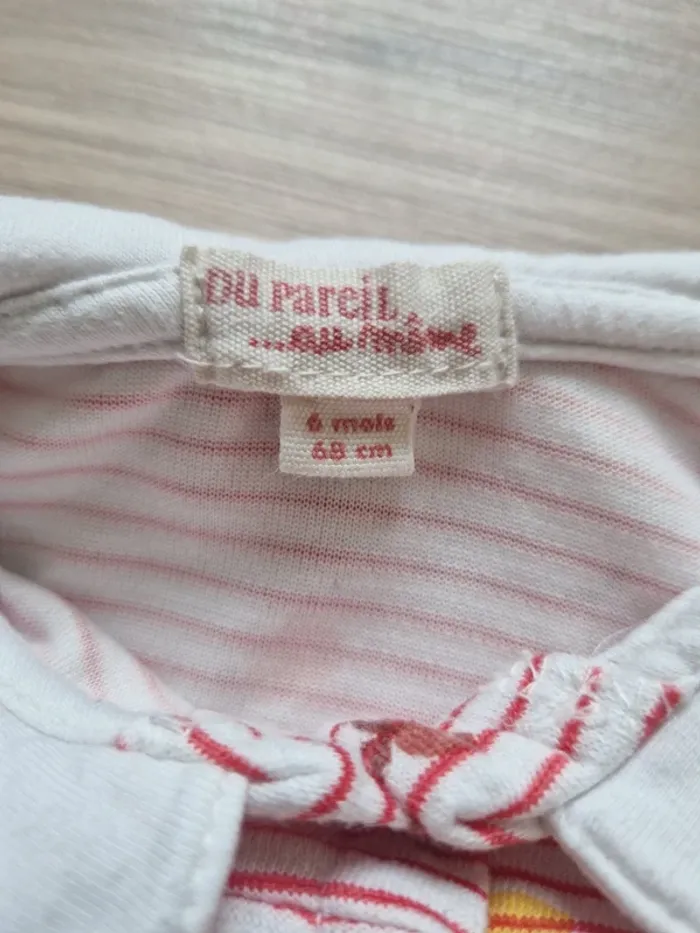 DU PAREIL
...au même
6 mois
68 cm